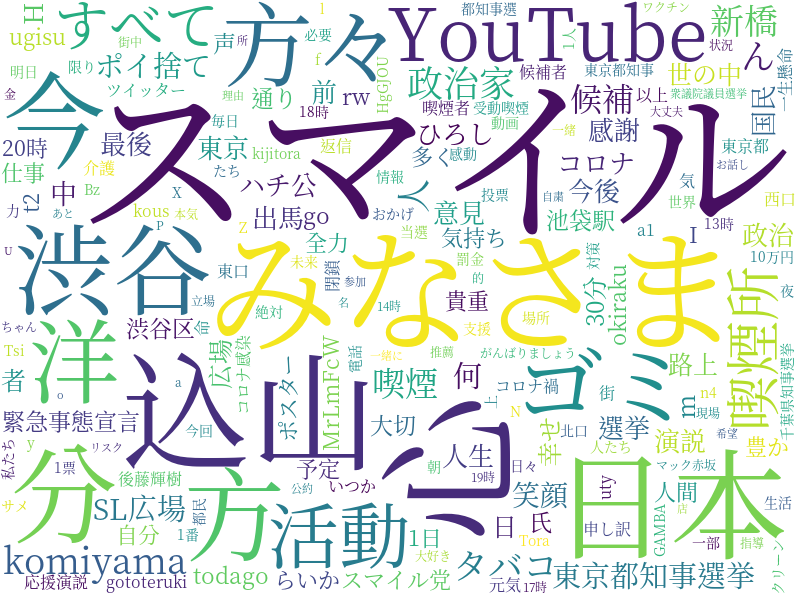 H
すべて
方々
YouTube
都知事選
1人
ワクチン
状況
新橋
ugisu
街中
声
所
必要
l
f
ん
ポイ捨て
政治家
候補者
東京都知事
世の中
衆議院議員選挙
一生懸命
明日
限り
ツイッター
通り
前
rw
HgGJOU
喫煙者
受動喫煙
候補
以上
国民
金
今
理由
18時
ひろし
動画
一緒
感謝
大丈夫
20時
最後
毎日
返信
多く
感動
コロナ
東京都
お話し
仕事
介護
東京
kijitora
たち
情報
人
投票
自粛
今後
気
西口
t2
中
Bz
X
ハチ公
おかげ
意見
池袋駅
世界
13時
力
あと
kous
本気
出馬go
全力
当選
気持ち
a1
I
政治
スマイル
渋谷
みなさま
U
P
Z
未来
参加
閉鎖
罰金
的
対策
30分
okiraku
10万円
夜
東口
立場
命
絶対
名
14時
貴重
支援
場所
喫煙所
ちゃん
洋
渋谷区
広場
コロナ感染
一緒に
電話
推薦
がんばりましょう
ゴミ
路上
千葉県知事選挙
Tsi
者
o
a
込山
MrLmFcW
喫煙
何
コロナ禍
街
m
n4
現場
緊急事態宣言
ポスター
大切
上
N
北口
選挙
演説
希望
私たち
y
リスク
今回
分
方
予定
朝
人生
日々
幸せ
人たち
豊か
1票
後藤輝樹
公約
いつか
19時
マック赤坂
日本
サメ
SL広場
自分
1番
都民
活動
1日
笑顔
日
氏
Tora
uty
申し訳
人間
GAMBA
店
生活
一部
指導
クリーン
komiyama
todago
らいか
スマイル党
大好き
タバコ
東京都知事選挙
応援演説
gototeruki
元気
17時